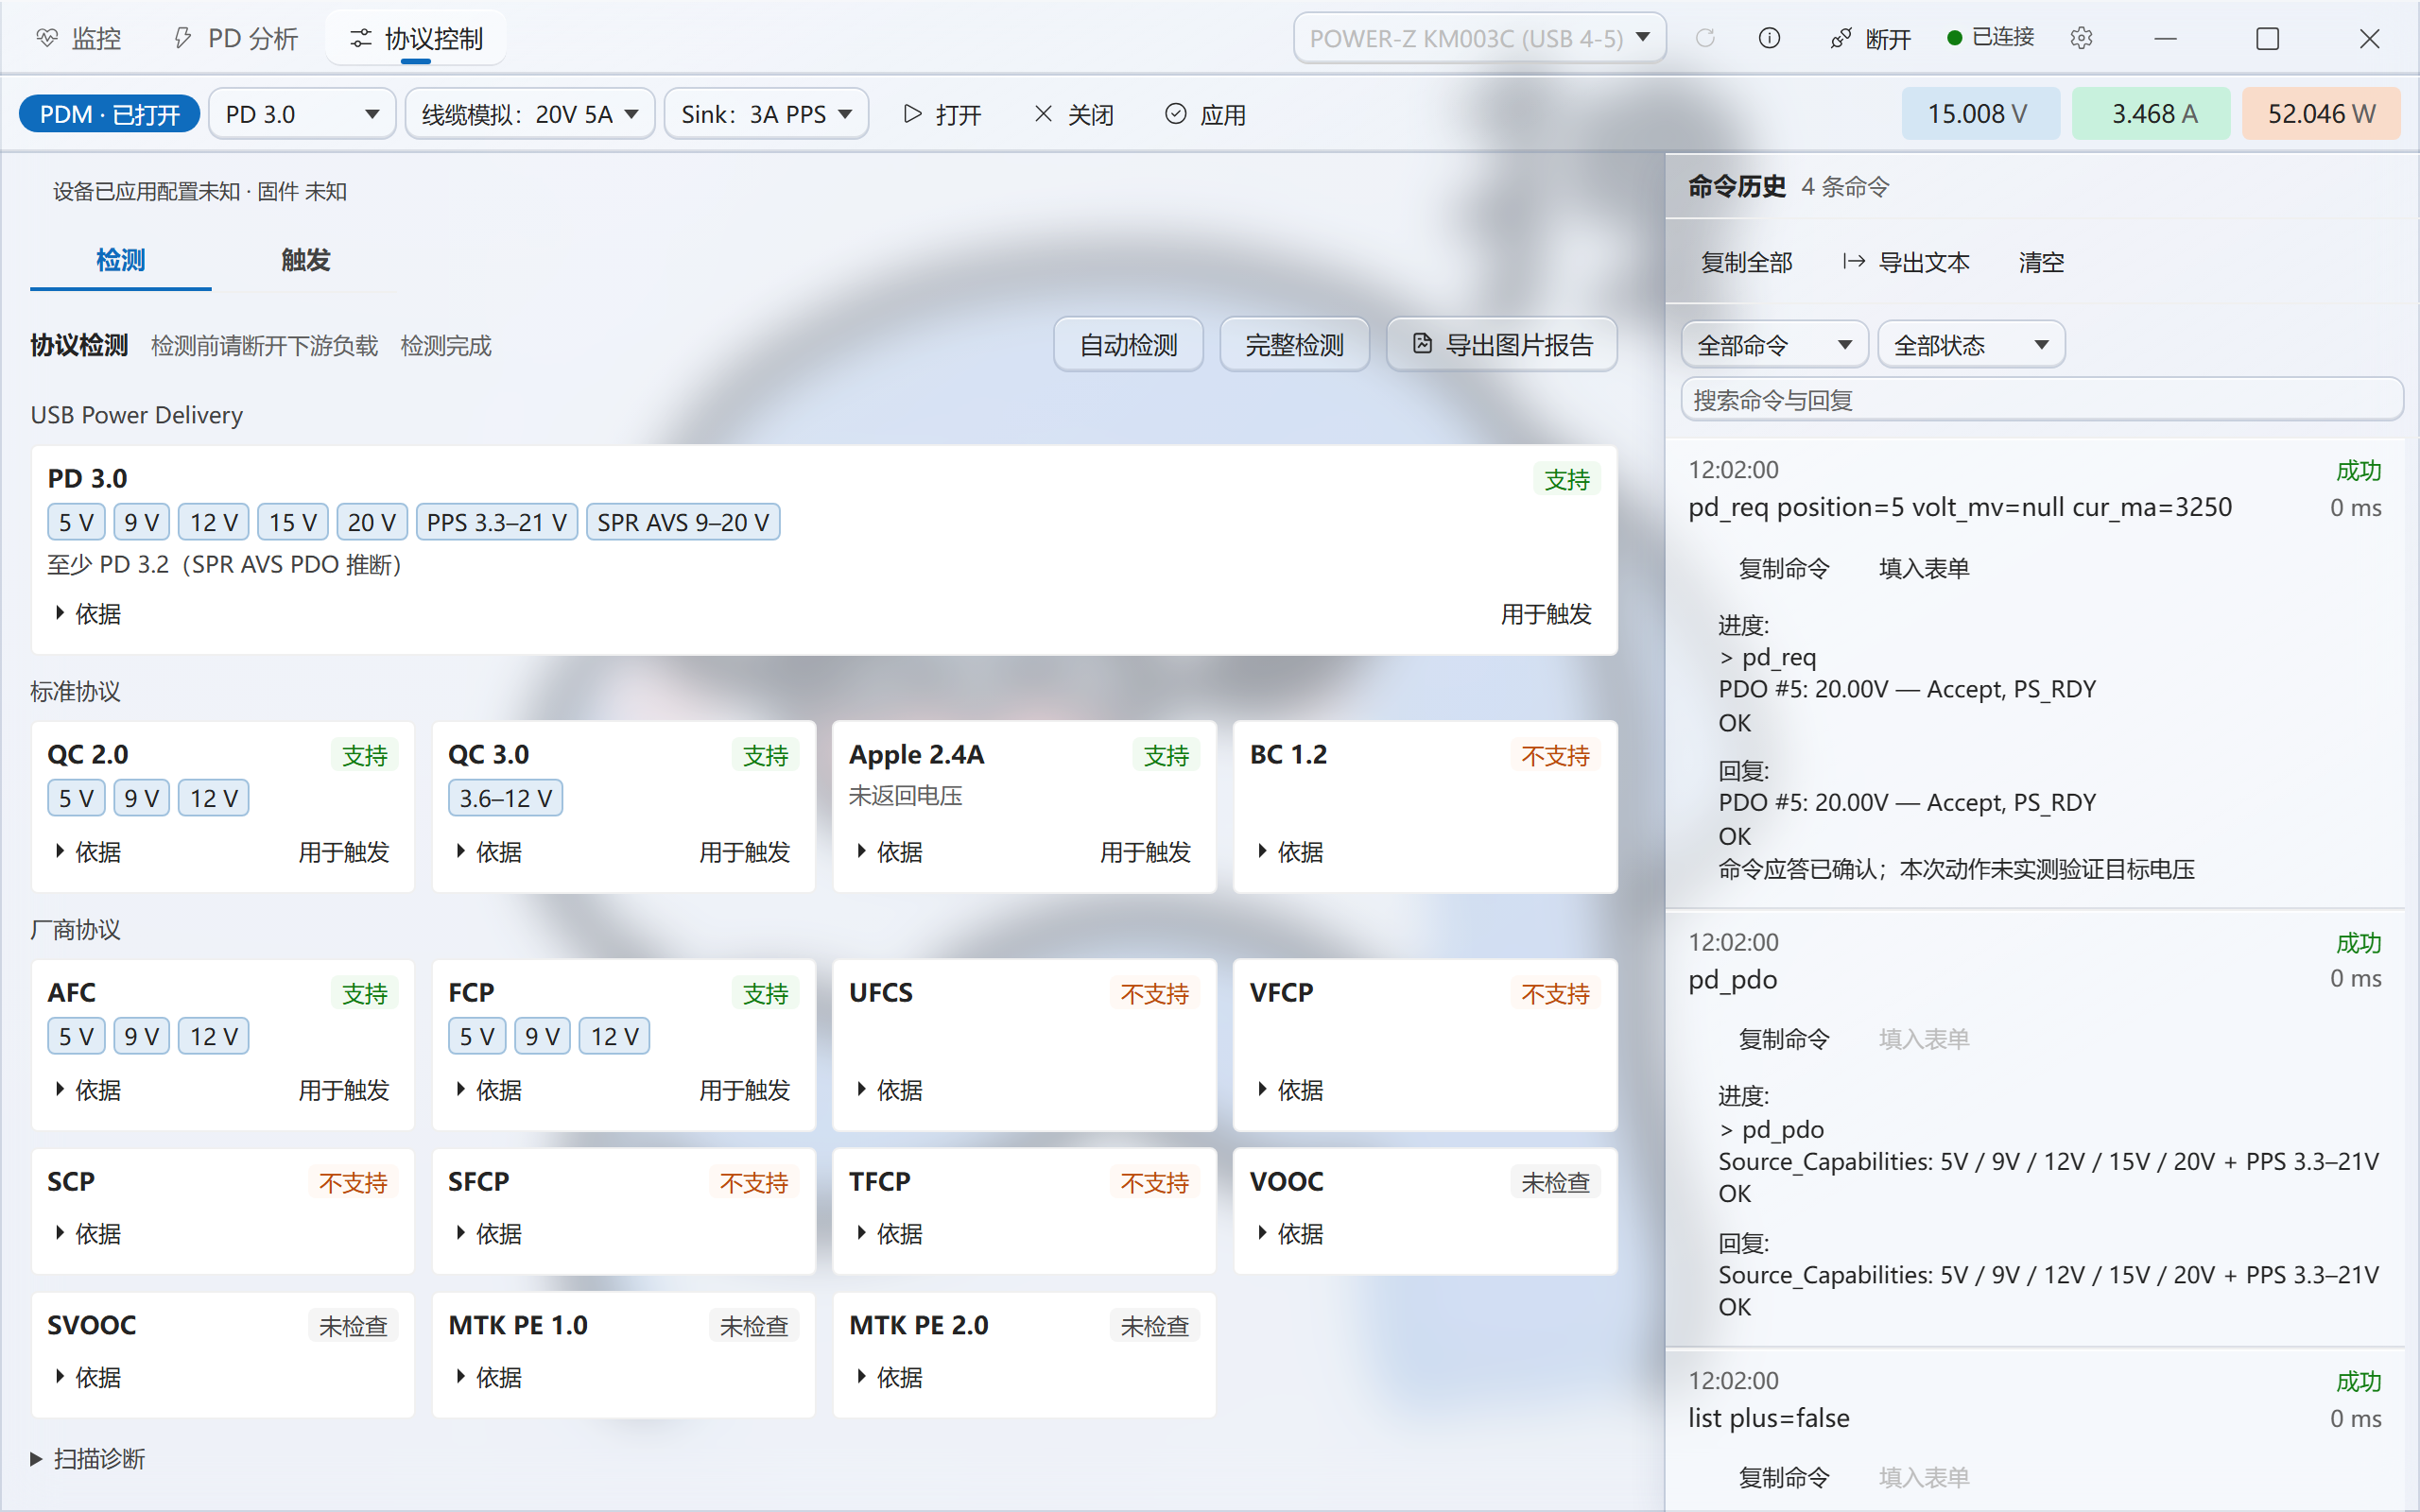 监控 PD 分析 协议控制 POWER-Z KM003C (USB 4-5) 断开 已连接
PDM · 已打开 PD 3.0 线缆模拟：20V 5A Sink：3A PPS 打开 关闭 应用 15.008 V 3.468 A 52.046 W
设备已应用配置未知 · 固件 未知
检测 触发
协议检测 检测前请断开下游负载 检测完成 自动检测 完整检测 导出图片报告
USB Power Delivery
PD 3.0 支持
5 V 9 V 12 V 15 V 20 V PPS 3.3–21 V SPR AVS 9–20 V
至少 PD 3.2（SPR AVS PDO 推断）
依据 用于触发
标准协议
QC 2.0 支持
5 V 9 V 12 V
依据 用于触发
QC 3.0 支持
3.6–12 V
依据 用于触发
Apple 2.4A 支持
未返回电压
依据 用于触发
BC 1.2 不支持
依据
厂商协议
AFC 支持
5 V 9 V 12 V
依据 用于触发
FCP 支持
5 V 9 V 12 V
依据 用于触发
UFCS 不支持
依据
VFCP 不支持
依据
SCP 不支持
依据
SFCP 不支持
依据
TFCP 不支持
依据
VOOC 未检查
依据
SVOOC 未检查
依据
MTK PE 1.0 未检查
依据
MTK PE 2.0 未检查
依据
扫描诊断
命令历史 4 条命令
复制全部 导出文本 清空
全部命令 全部状态
搜索命令与回复
12:02:00 成功
pd_req position=5 volt_mv=null cur_ma=3250 0 ms
复制命令 填入表单
进度:
> pd_req
PDO #5: 20.00V — Accept, PS_RDY
OK
回复:
PDO #5: 20.00V — Accept, PS_RDY
OK
命令应答已确认；本次动作未实测验证目标电压
12:02:00 成功
pd_pdo 0 ms
复制命令 填入表单
进度:
> pd_pdo
Source_Capabilities: 5V / 9V / 12V / 15V / 20V + PPS 3.3–21V
OK
回复:
Source_Capabilities: 5V / 9V / 12V / 15V / 20V + PPS 3.3–21V
OK
12:02:00 成功
list plus=false 0 ms
复制命令 填入表单